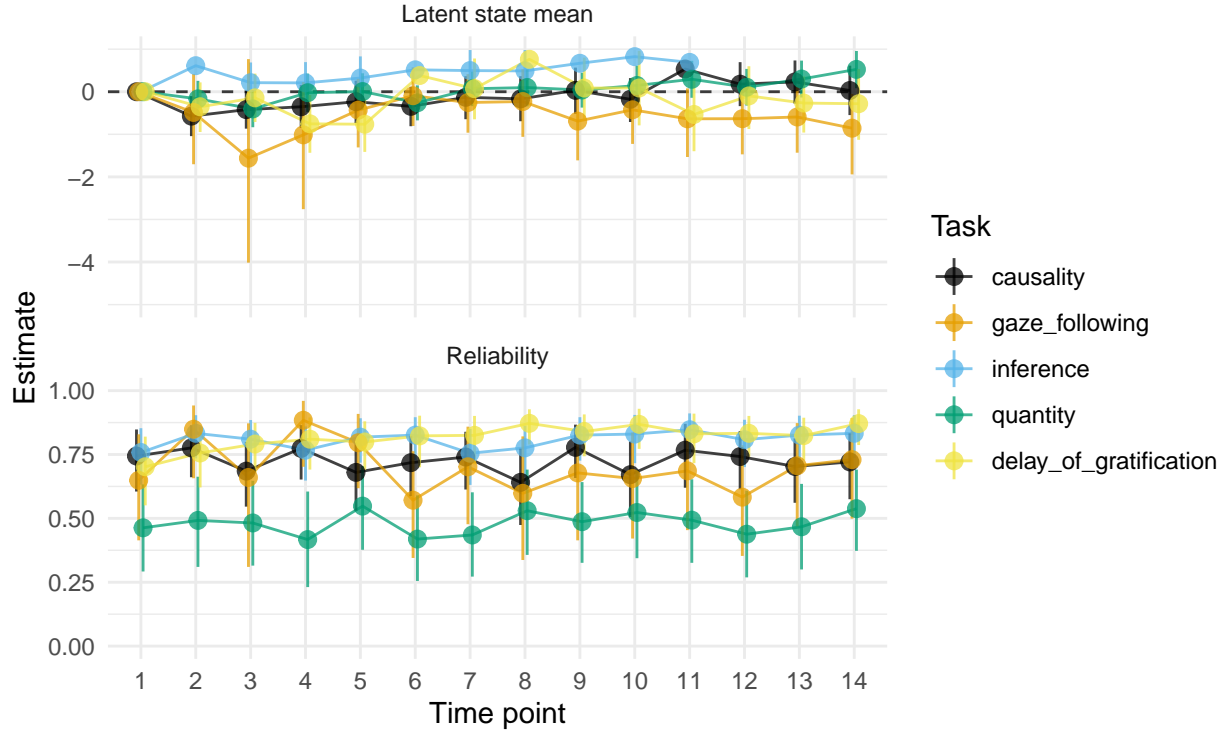 Latent state mean
0
−2
−4
Reliability
1.00
0.75
0.50
0.25
0.00
1 2 3 4 5 6 7 8 9 10 11 12 13 14
Time point
Estimate
Task
causality
gaze_following
inference
quantity
delay_of_gratification